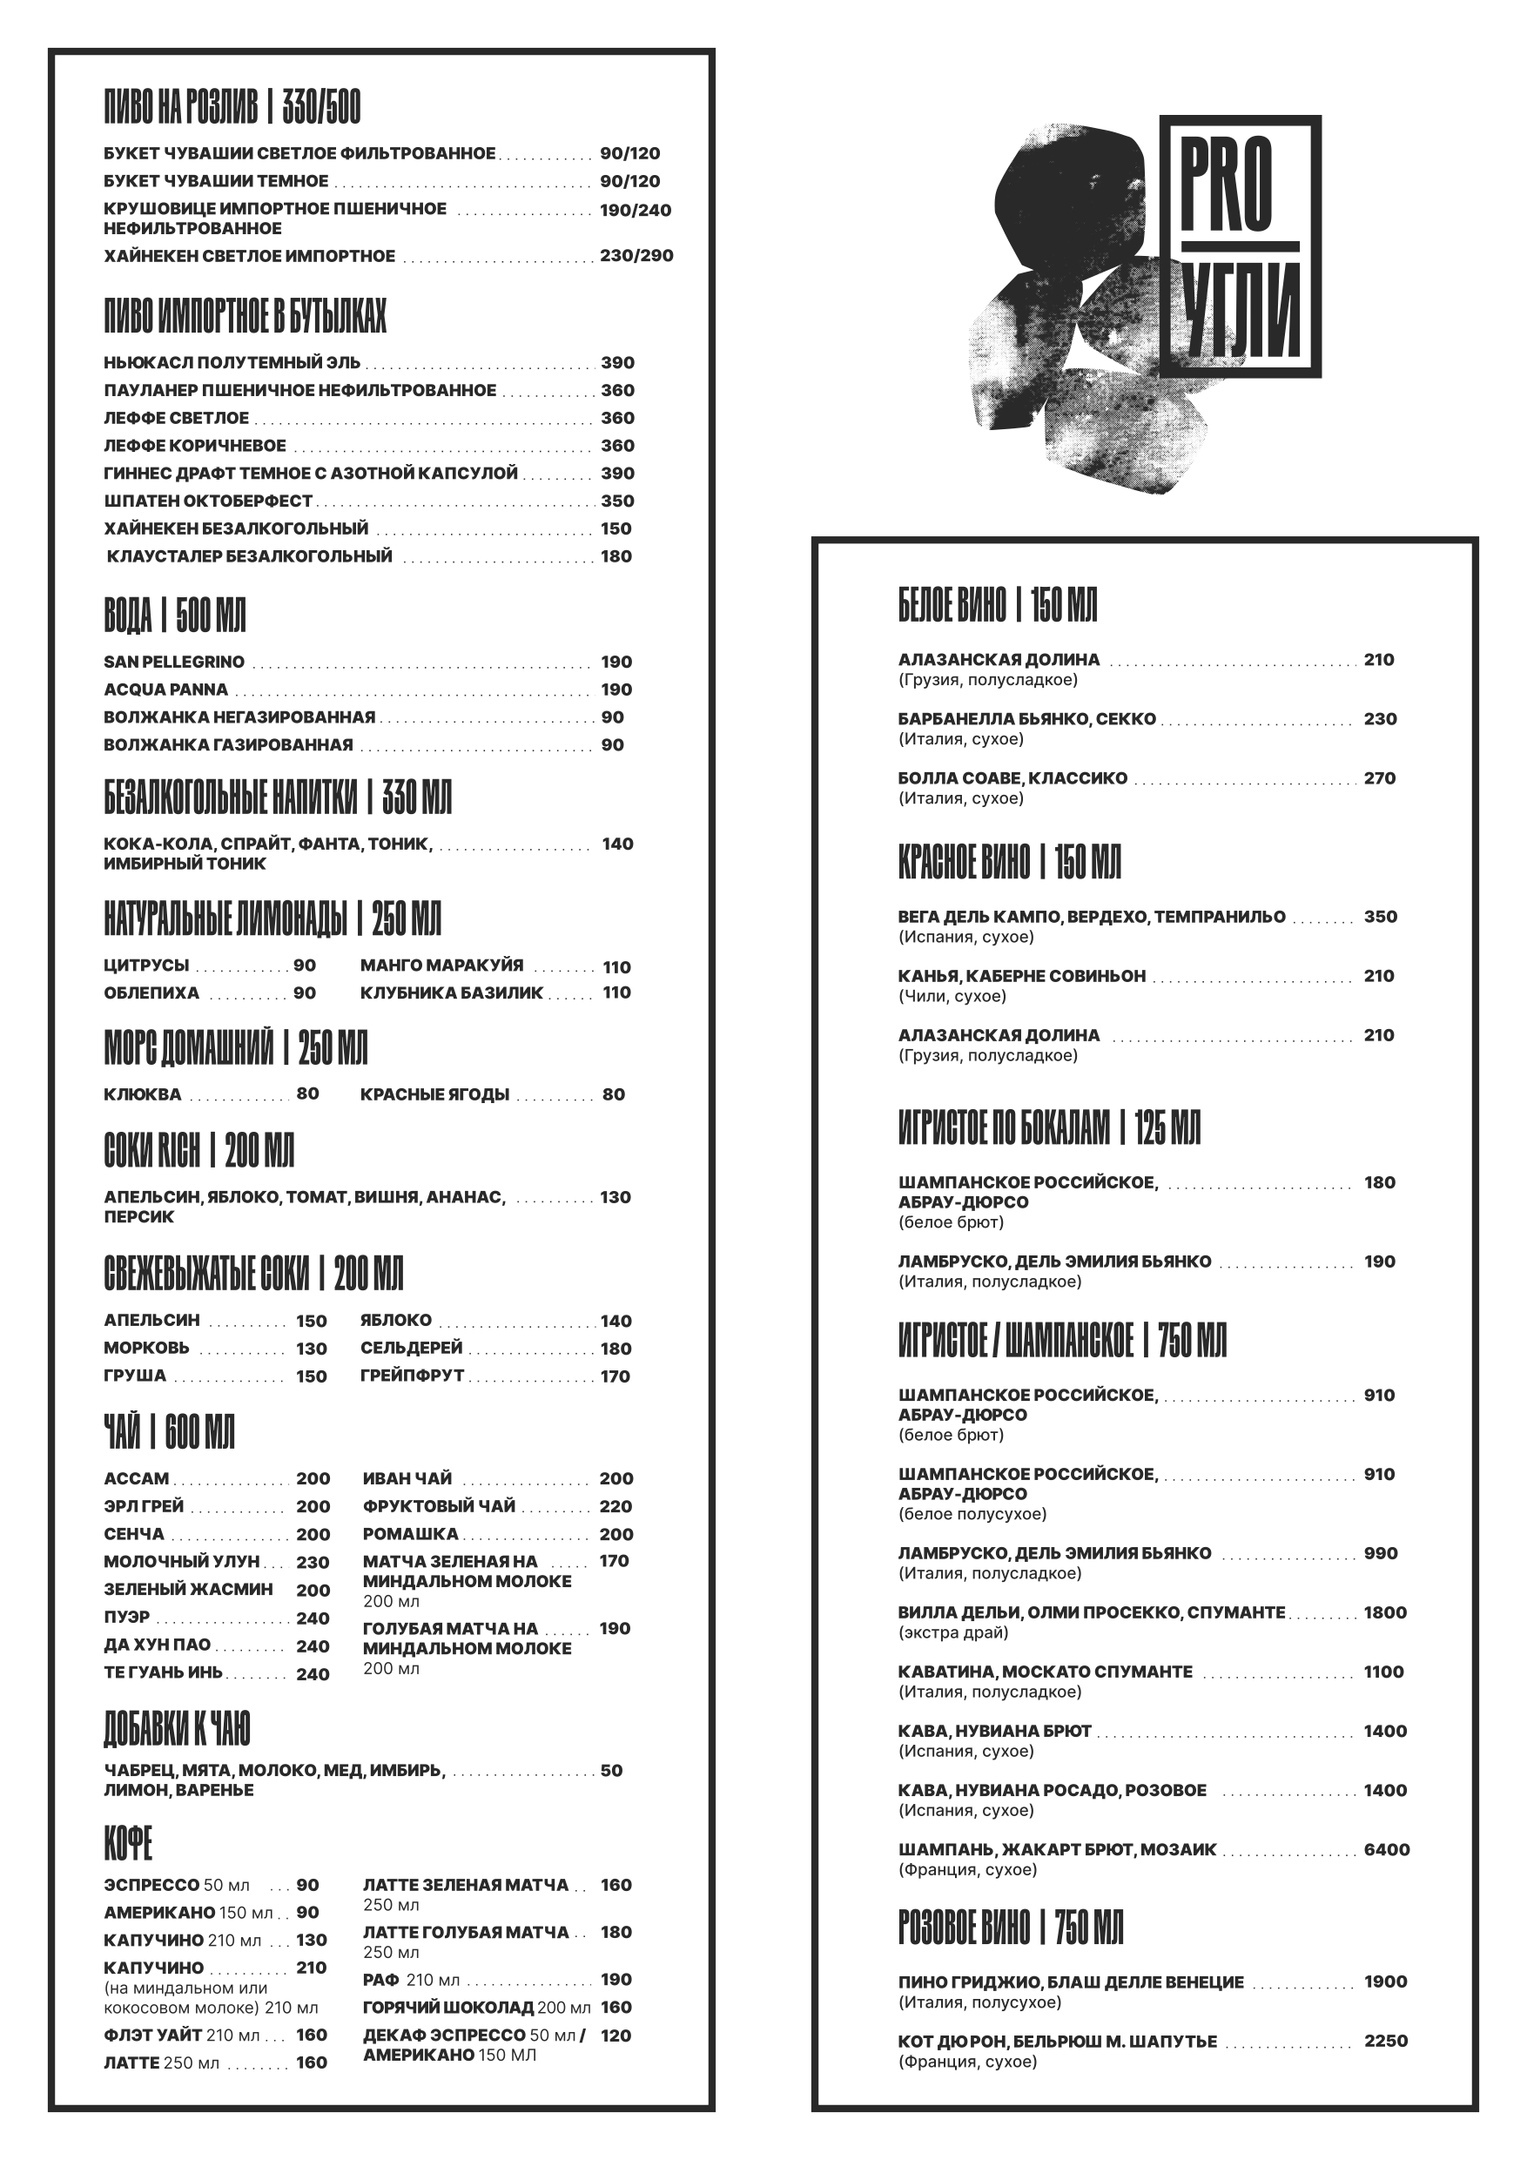 ПИВО НА РОЗЛИВ | 330/500
БУКЕТ ЧУВАШИИ СВЕТЛОЕ ФИЛЬТРОВАННОЕ 90/120
БУКЕТ ЧУВАШИИ ТЕМНОЕ 90/120
КРУШОВИЦЕ ИМПОРТНОЕ ПШЕНИЧНОЕ 190/240
НЕФИЛЬТРОВАННОЕ
ХАЙНЕКЕН СВЕТЛОЕ ИМПОРТНОЕ 230/290
ПИВО ИМПОРТНОЕ В БУТЫЛКАХ
НЬЮКАСЛ ПОЛУТЕМНЫЙ ЭЛЬ 390
ПАУЛАНЕР ПШЕНИЧНОЕ НЕФИЛЬТРОВАННОЕ 360
ЛЕФФЕ СВЕТЛОЕ 360
ЛЕФФЕ КОРИЧНЕВОЕ 360
ГИННЕС ДРАФТ ТЕМНОЕ С АЗОТНОЙ КАПСУЛОЙ 390
ШПАТЕН ОКТОБЕРФЕСТ 350
ХАЙНЕКЕН БЕЗАЛКОГОЛЬНЫЙ 150
КЛАУСТАЛЕР БЕЗАЛКОГОЛЬНЫЙ 180
ВОДА | 500 МЛ
SAN PELLEGRINO 190
ACQUA PANNA 190
ВОЛЖАНКА НЕГАЗИРОВАННАЯ 90
ВОЛЖАНКА ГАЗИРОВАННАЯ 90
БЕЗАЛКОГОЛЬНЫЕ НАПИТКИ | 330 МЛ
КОКА-КОЛА, СПРАЙТ, ФАНТА, ТОНИК, 140
ИМБИРНЫЙ ТОНИК
НАТУРАЛЬНЫЕ ЛИМОНАДЫ | 250 МЛ
ЦИТРУСЫ 90 МАНГО МАРАКУЙЯ 110
ОБЛЕПИХА 90 КЛУБНИКА БАЗИЛИК 110
МОРС ДОМАШНИЙ | 250 МЛ
КЛЮКВА 80 КРАСНЫЕ ЯГОДЫ 80
СОКИ RICH | 200 МЛ
АПЕЛЬСИН, ЯБЛОКО, ТОМАТ, ВИШНЯ, АНАНАС, 130
ПЕРСИК
СВЕЖЕВЫЖАТЫЕ СОКИ | 200 МЛ
АПЕЛЬСИН 150 ЯБЛОКО 140
МОРКОВЬ 130 СЕЛЬДЕРЕЙ 180
ГРУША 150 ГРЕЙПФРУТ 170
ЧАЙ | 600 МЛ
АССАМ 200
ЭРЛ ГРЕЙ 200
СЕНЧА 200
МОЛОЧНЫЙ УЛУН 230
ЗЕЛЕНЫЙ ЖАСМИН 200
ПУЭР 240
ДА ХУН ПАО 240
ТЕ ГУАНЬ ИНЬ 240
ИВАН ЧАЙ 200
ФРУКТОВЫЙ ЧАЙ 220
РОМАШКА 200
МАТЧА ЗЕЛЕНАЯ НА 170
МИНДАЛЬНОМ МОЛОКЕ
200 мл
ГОЛУБАЯ МАТЧА НА 190
МИНДАЛЬНОМ МОЛОКЕ
200 мл
ДОБАВКИ К ЧАЮ
ЧАБРЕЦ, МЯТА, МОЛОКО, МЕД, ИМБИРЬ, 50
ЛИМОН, ВАРЕНЬЕ
КОФЕ
ЭСПРЕССО 50 мл 90
АМЕРИКАНО 150 мл 90
КАПУЧИНО 210 мл 130
КАПУЧИНО 210
(на миндальном или
кокосовом молоке) 210 мл
ФЛЭТ УАЙТ 210 мл 160
ЛАТТЕ 250 мл 160
ЛАТТЕ ЗЕЛЕНАЯ МАТЧА 160
250 мл
ЛАТТЕ ГОЛУБАЯ МАТЧА 180
250 мл
РАФ 210 мл 190
ГОРЯЧИЙ ШОКОЛАД 200 мл 160
ДЕКАФ ЭСПРЕССО 50 мл / 120
АМЕРИКАНО 150 МЛ
PRO
УГЛИ
БЕЛОЕ ВИНО | 150 МЛ
АЛАЗАНСКАЯ ДОЛИНА 210
(Грузия, полусладкое)
БАРБАНЕЛЛА БЬЯНКО, СЕККО 230
(Италия, сухое)
БОЛЛА СОАВЕ, КЛАССИКО 270
(Италия, сухое)
КРАСНОЕ ВИНО | 150 МЛ
ВЕГА ДЕЛЬ КАМПО, ВЕРДЕХО, ТЕМПРАНИЛЬО 350
(Испания, сухое)
КАНЬЯ, КАБЕРНЕ СОВИНЬОН 210
(Чили, сухое)
АЛАЗАНСКАЯ ДОЛИНА 210
(Грузия, полусладкое)
ИГРИСТОЕ ПО БОКАЛАМ | 125 МЛ
ШАМПАНСКОЕ РОССИЙСКОЕ, 180
АБРАУ-ДЮРСО
(белое брют)
ЛАМБРУСКО, ДЕЛЬ ЭМИЛИЯ БЬЯНКО 190
(Италия, полусладкое)
ИГРИСТОЕ / ШАМПАНСКОЕ | 750 МЛ
ШАМПАНСКОЕ РОССИЙСКОЕ, 910
АБРАУ-ДЮРСО
(белое брют)
ШАМПАНСКОЕ РОССИЙСКОЕ, 910
АБРАУ-ДЮРСО
(белое полусухое)
ЛАМБРУСКО, ДЕЛЬ ЭМИЛИЯ БЬЯНКО 990
(Италия, полусладкое)
ВИЛЛА ДЕЛЬИ, ОЛМИ ПРОСЕККО, СПУМАНТЕ 1800
(экстра драй)
КАВАТИНА, МОСКАТО СПУМАНТЕ 1100
(Италия, полусладкое)
КАВА, НУВИАНА БРЮТ 1400
(Испания, сухое)
КАВА, НУВИАНА РОСАДО, РОЗОВОЕ 1400
(Испания, сухое)
ШАМПАНЬ, ЖАКАРТ БРЮТ, МОЗАИК 6400
(Франция, сухое)
РОЗОВОЕ ВИНО | 750 МЛ
ПИНО ГРИДЖИО, БЛАШ ДЕЛЛЕ ВЕНЕЦИЕ 1900
(Италия, полусухое)
КОТ ДЮ РОН, БЕЛЬРЮШ М. ШАПУТЬЕ 2250
(Франция, сухое)